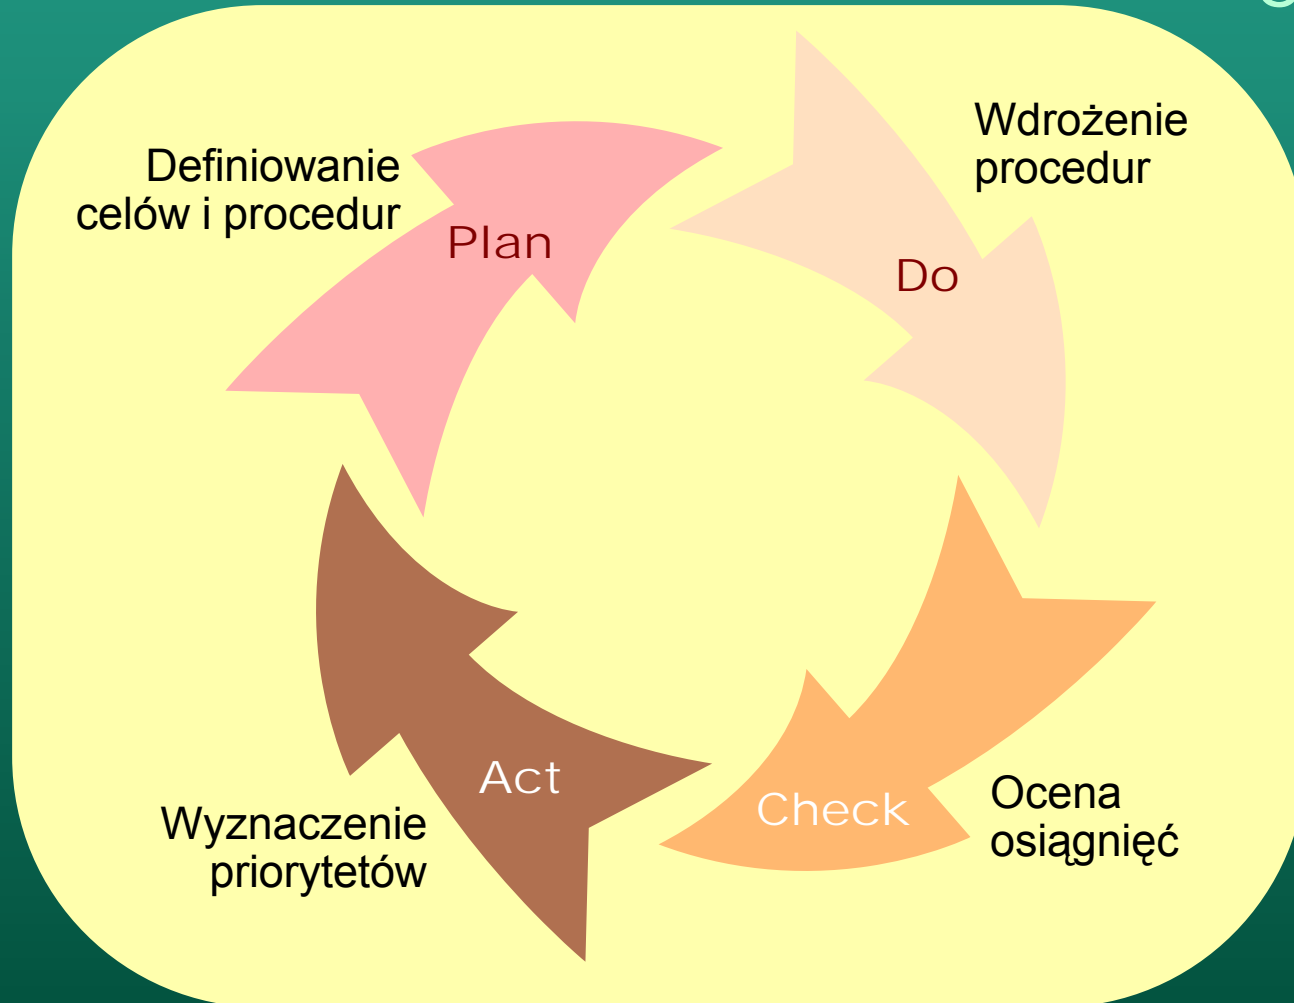 Definiowanie
celów i procedur
Plan
Wdrożenie
procedur
Do
Ocena
osiągnięć
Check
Wyznaczenie
priorytetów
Act